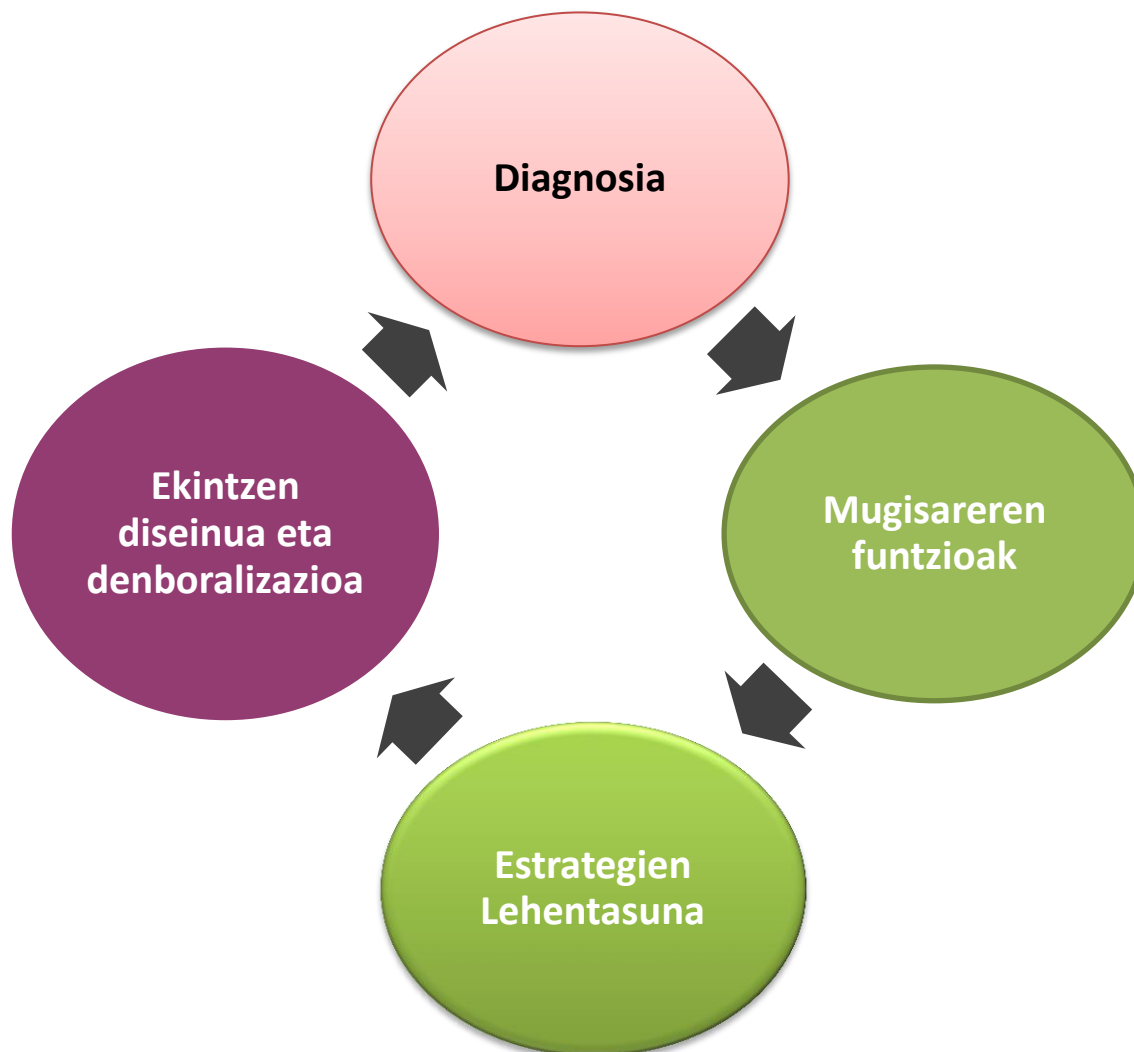 Diagnosia
Mugisareren
funtzioak
Estrategien
Lehentasuna
Ekintzen
diseinua eta
denboralizazioa